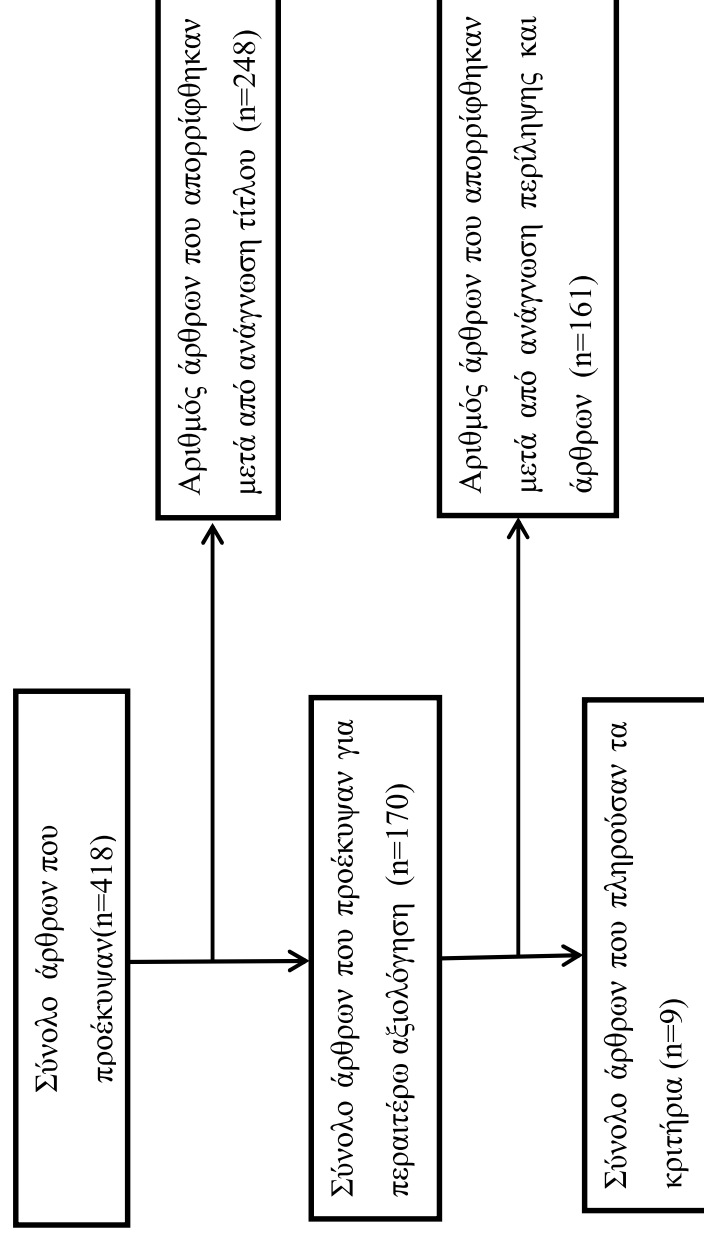 Σύνολο άρθρων που
προέκυψαν(n=418)
Αριθμός άρθρων που απορρίφθηκαν
μετά από ανάγνωση τίτλου (n=248)
Σύνολο άρθρων που προέκυψαν για
περαιτέρω αξιολόγηση (n=170)
Αριθμός άρθρων που απορρίφθηκαν
μετά από ανάγνωση περίληψης και
άρθρων (n=161)
Σύνολο άρθρων που πληρούσαν τα
κριτήρια (n=9)